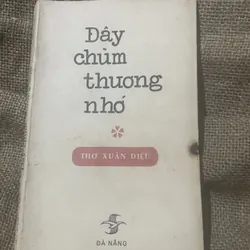 Đây
chùm
thương
nhớ
THƠ XUÂN DIỆU
ĐÀ NẴNG